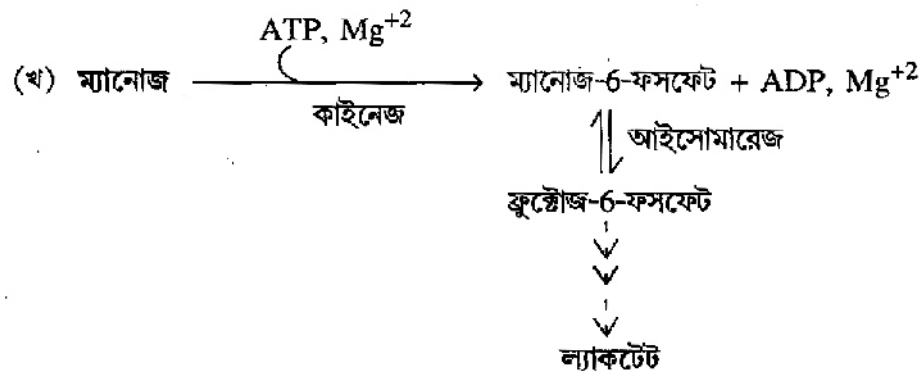 ATP, Mg+2
(খ) ম্যানোজ ম্যানোজ-6-ফসফেট + ADP, Mg+2
কাইনেজ
আইসোমারেজ
ফ্রুক্টোজ-6-ফসফেট
ল্যাকটেট